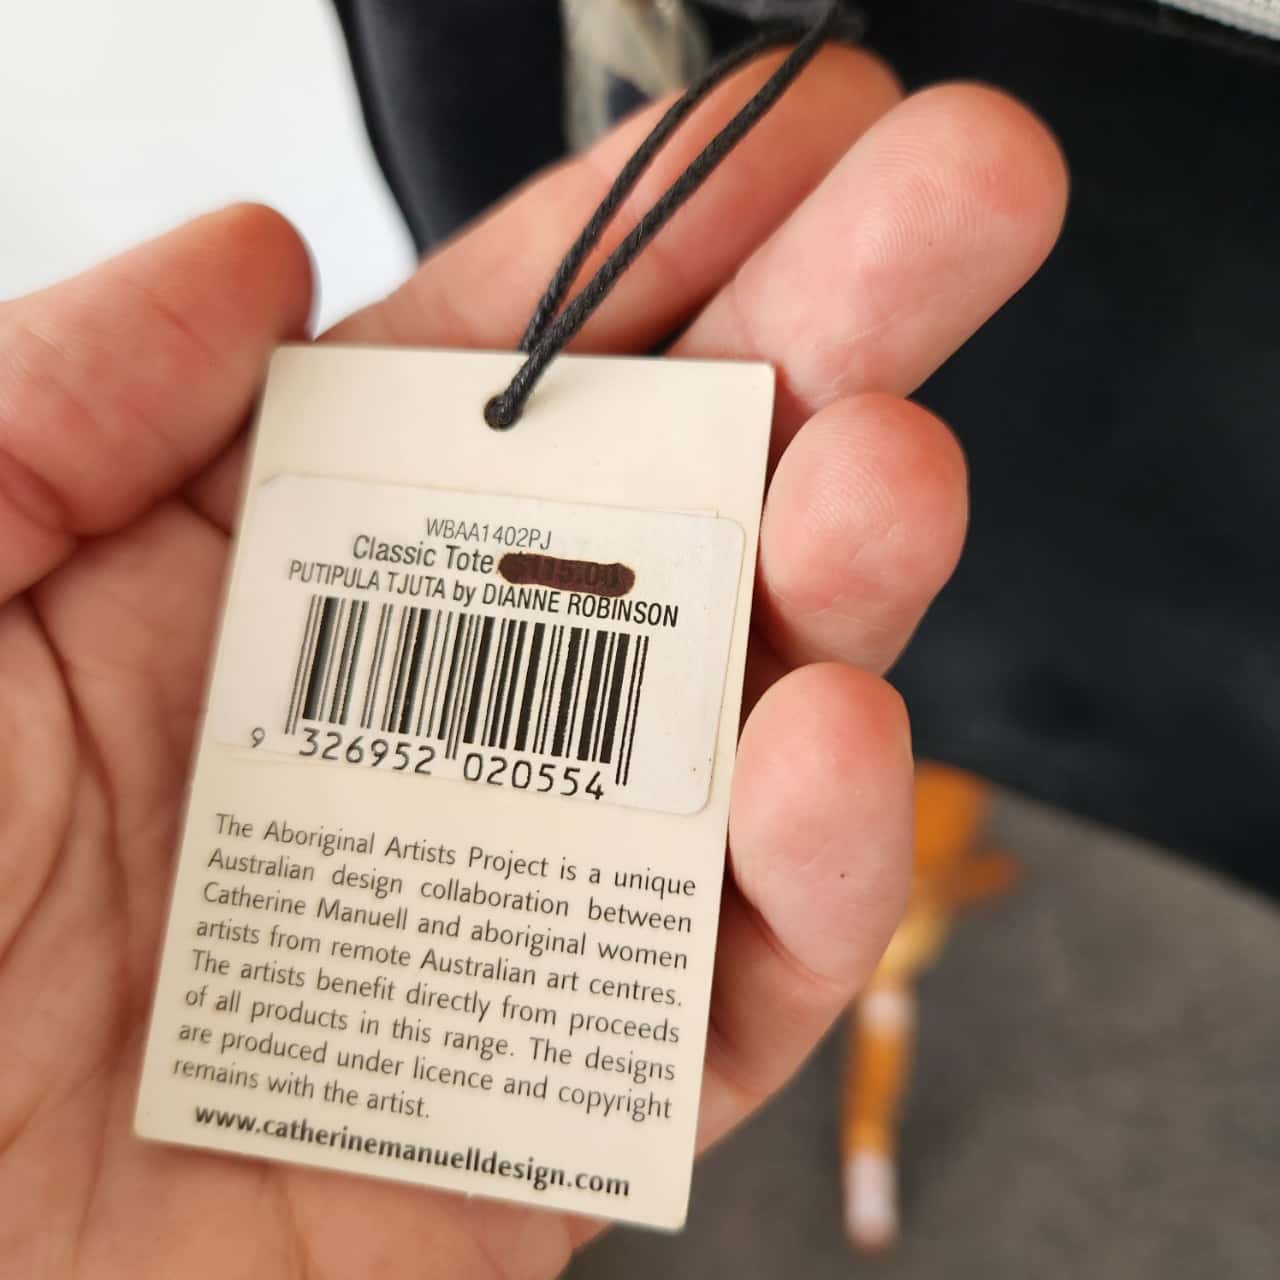 WBAA1402PJ
Classic Tote $115.00
PUTIPULA TJUTA by DIANNE ROBINSON
9 326952 020554
The Aboriginal Artists Project is a unique
Australian design collaboration between
Catherine Manuell and aboriginal women
artists from remote Australian art centres.
The artists benefit directly from proceeds
of all products in this range. The designs
are produced under licence and copyright
remains with the artist.
www.catherinemanuelldesign.com